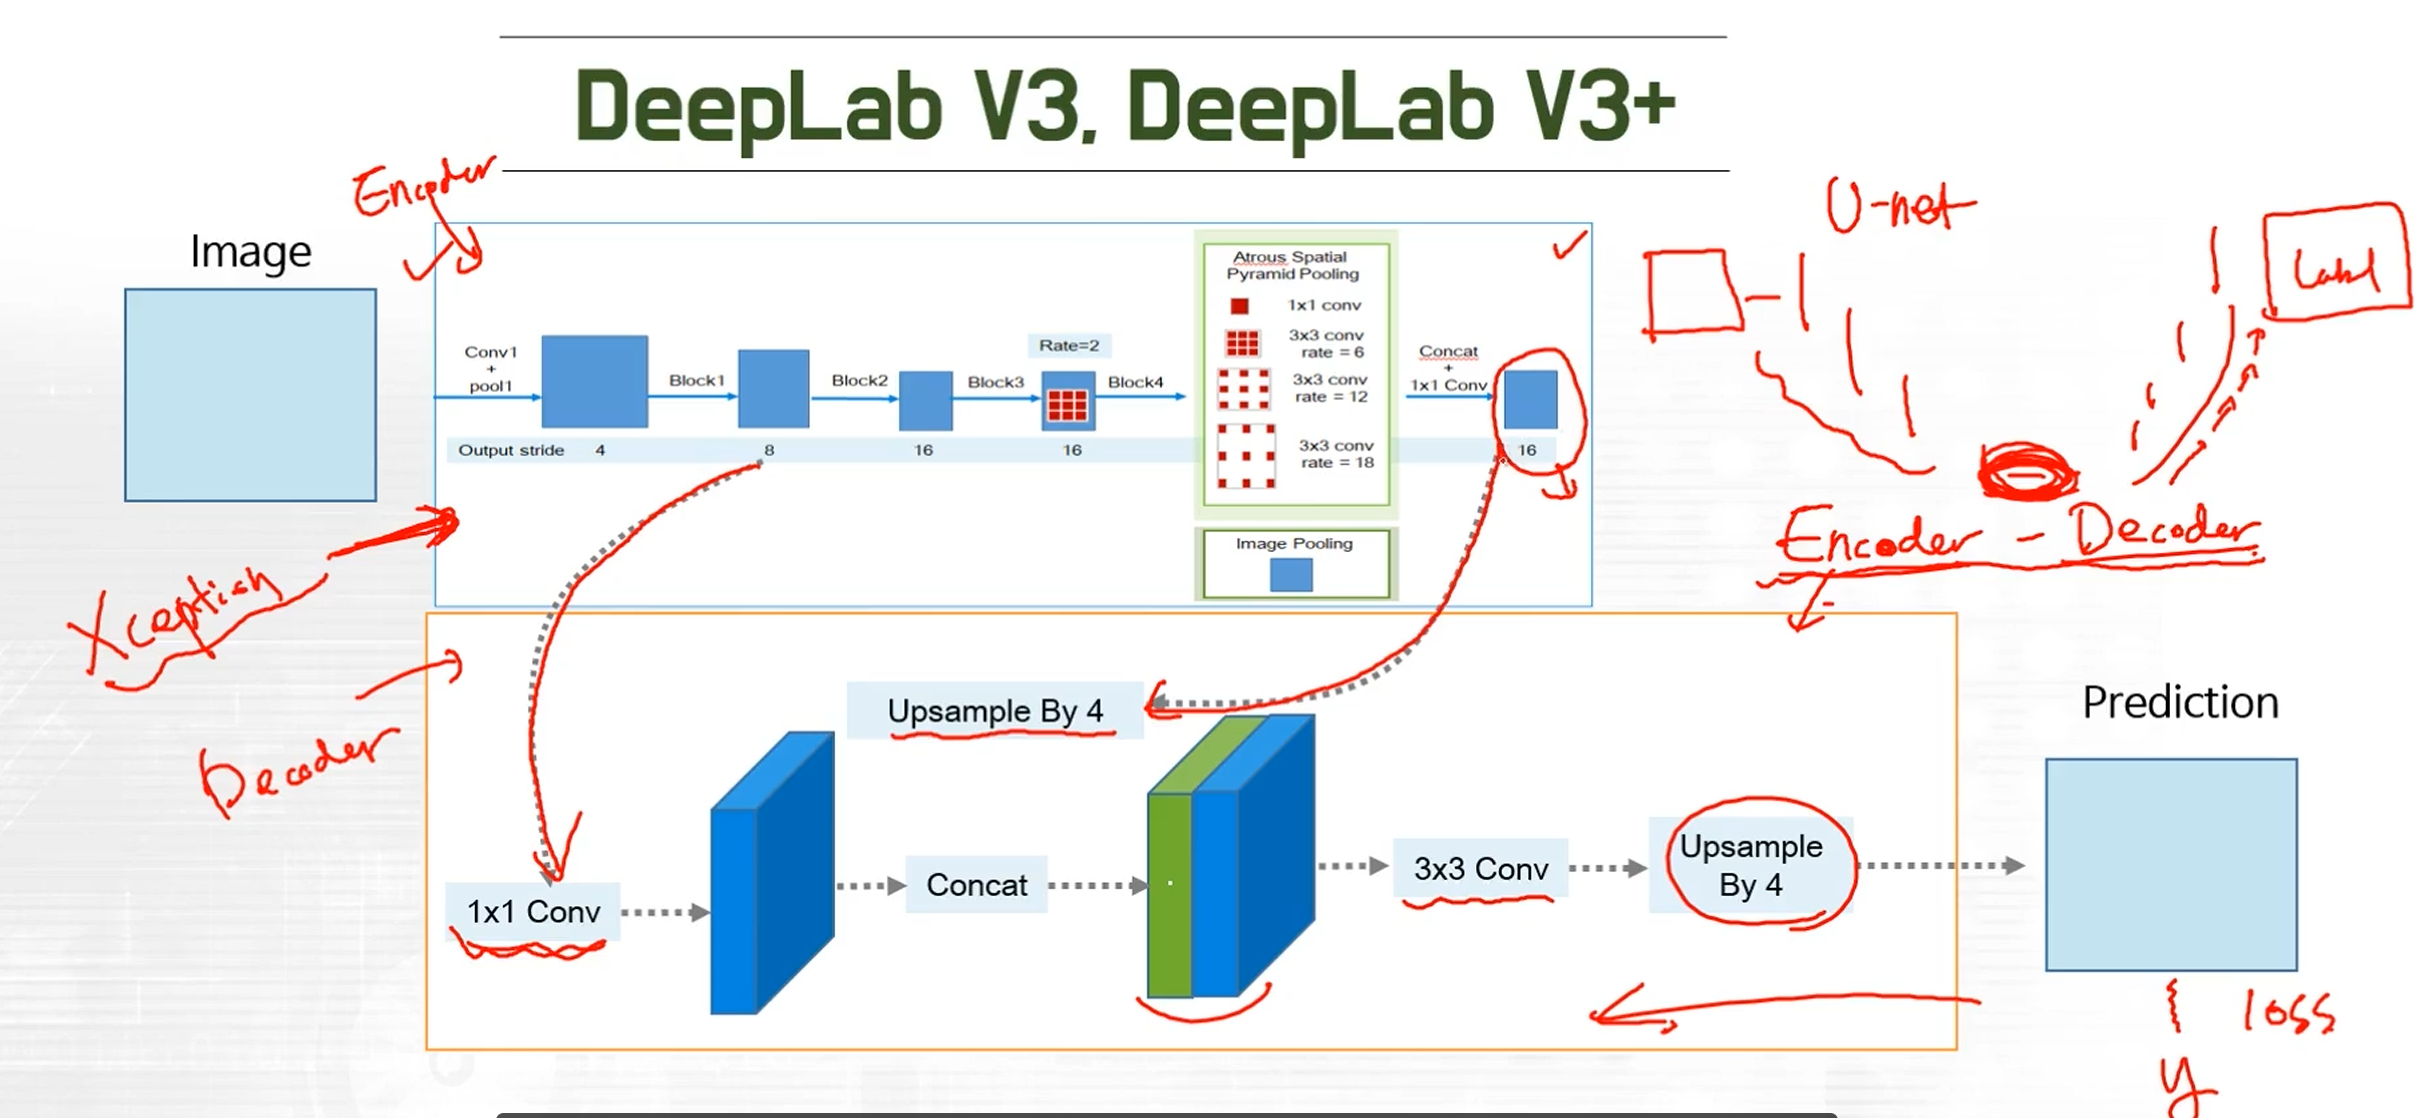 DeepLab V3, DeepLab V3+
Encoder
U-net
Image
Label
Atrous Spatial
Pyramid Pooling
1x1 conv
3x3 conv
rate = 6
3x3 conv
rate = 12
3x3 conv
rate = 18
Conv1
+
pool1
Block1
Block2
Block3
Rate=2
Block4
Concat
+
1x1 Conv
Output stride 4 8 16 16 16
Image Pooling
Encoder - Decoder
Xception
Decoder
Upsample By 4
Prediction
1x1 Conv
Concat
3x3 Conv
Upsample
By 4
loss
y